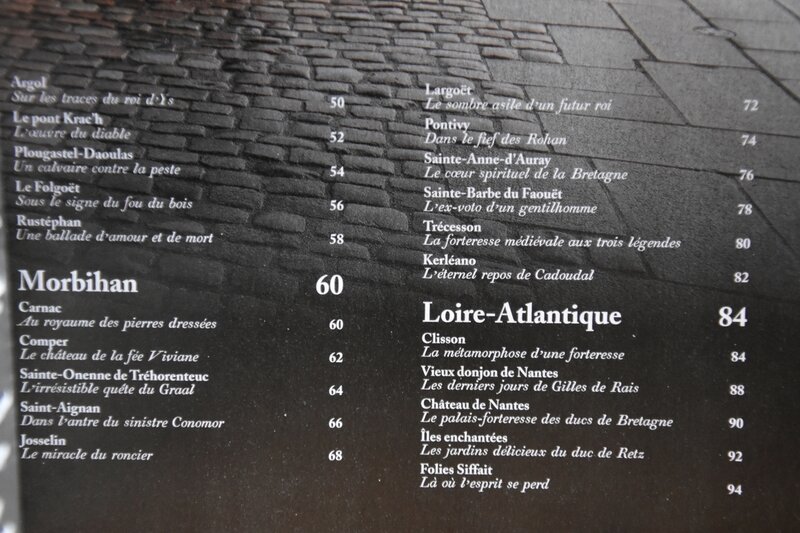 Argol
Sur les traces du roi d'Ys 50
Le pont Krac'h
L'œuvre du diable 52
Plougastel-Daoulas
Un calvaire contre la peste 54
Le Folgoët
Sous le signe du fou du bois 56
Rustéphan
Une ballade d'amour et de mort 58
Morbihan 60
Carnac
Au royaume des pierres dressées 60
Comper
Le château de la fée Viviane 62
Sainte-Onenne de Tréhorenteuc
L'irrésistible quête du Graal 64
Saint-Aignan
Dans l'antre du sinistre Conomor 66
Josselin
Le miracle du roncier 68
Largoët
Le sombre asile d'un futur roi 72
Pontivy
Dans le fief des Rohan 74
Sainte-Anne-d'Auray
Le cœur spirituel de la Bretagne 76
Sainte-Barbe du Faouët
L'ex-voto d'un gentilhomme 78
Trécesson
La forteresse médiévale aux trois légendes 80
Kerléano
L'éternel repos de Cadoudal 82
Loire-Atlantique 84
Clisson
La métamorphose d'une forteresse 84
Vieux donjon de Nantes
Les derniers jours de Gilles de Rais 88
Château de Nantes
Le palais-forteresse des ducs de Bretagne 90
Îles enchantées
Les jardins délicieux du duc de Retz 92
Folies Siffait
Là où l'esprit se perd 94